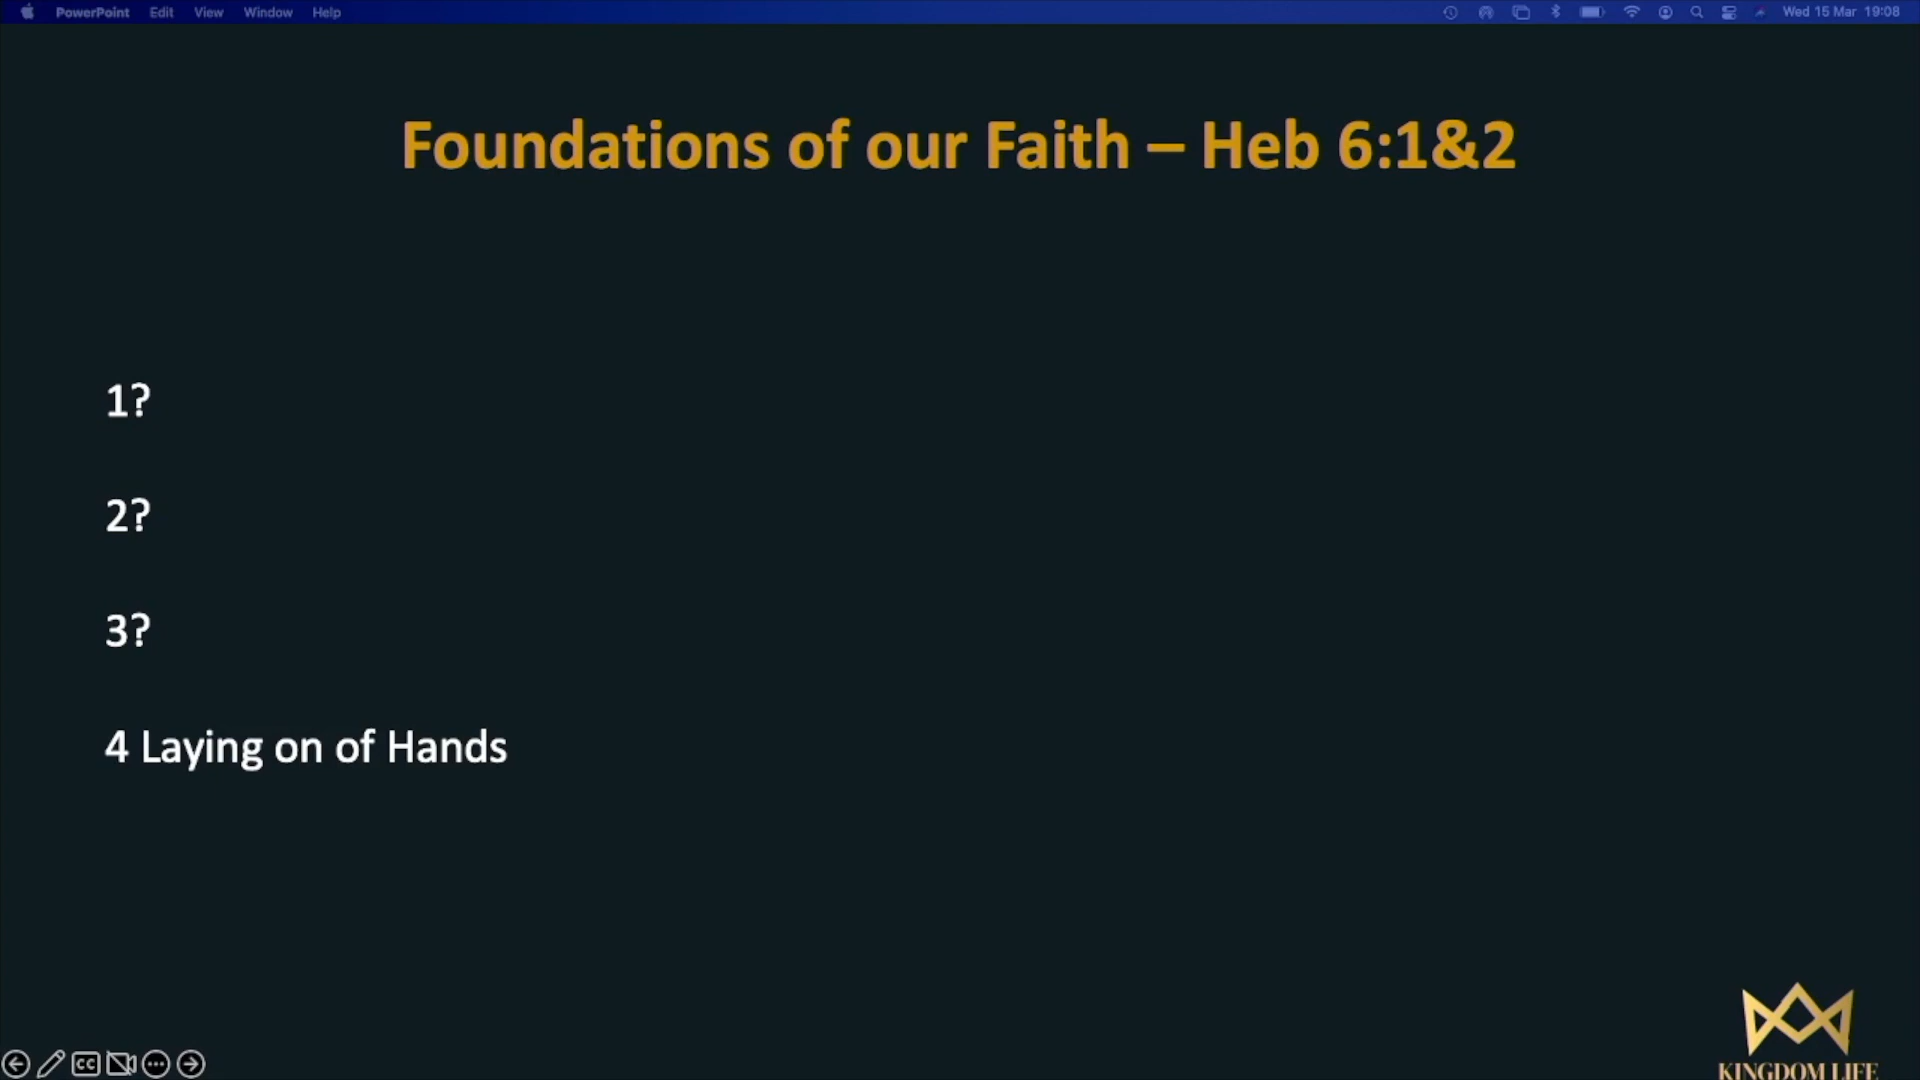 PowerPoint Edit View Window Help Wed 15 Mar 19:08
Foundations of our Faith – Heb 6:1&2
1?
2?
3?
4 Laying on of Hands
CC
KINGDOM LIFE